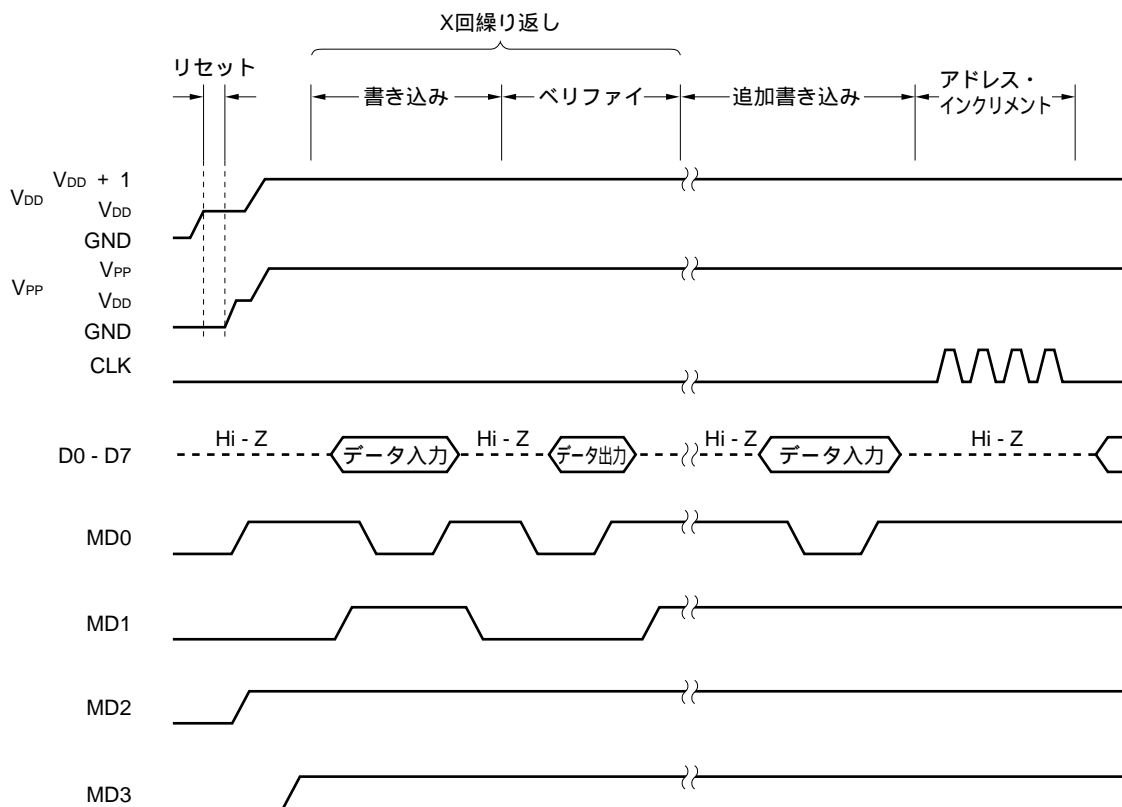 X回繰り返し
リセット
書き込み
ベリファイ
追加書き込み
アドレス・
インクリメント
VDD + 1
VDD
VDD
GND
VPP
VPP
VDD
GND
CLK
Hi - Z
Hi - Z
Hi - Z
Hi - Z
D0 - D7
データ入力
データ出力
データ入力
MD0
MD1
MD2
MD3